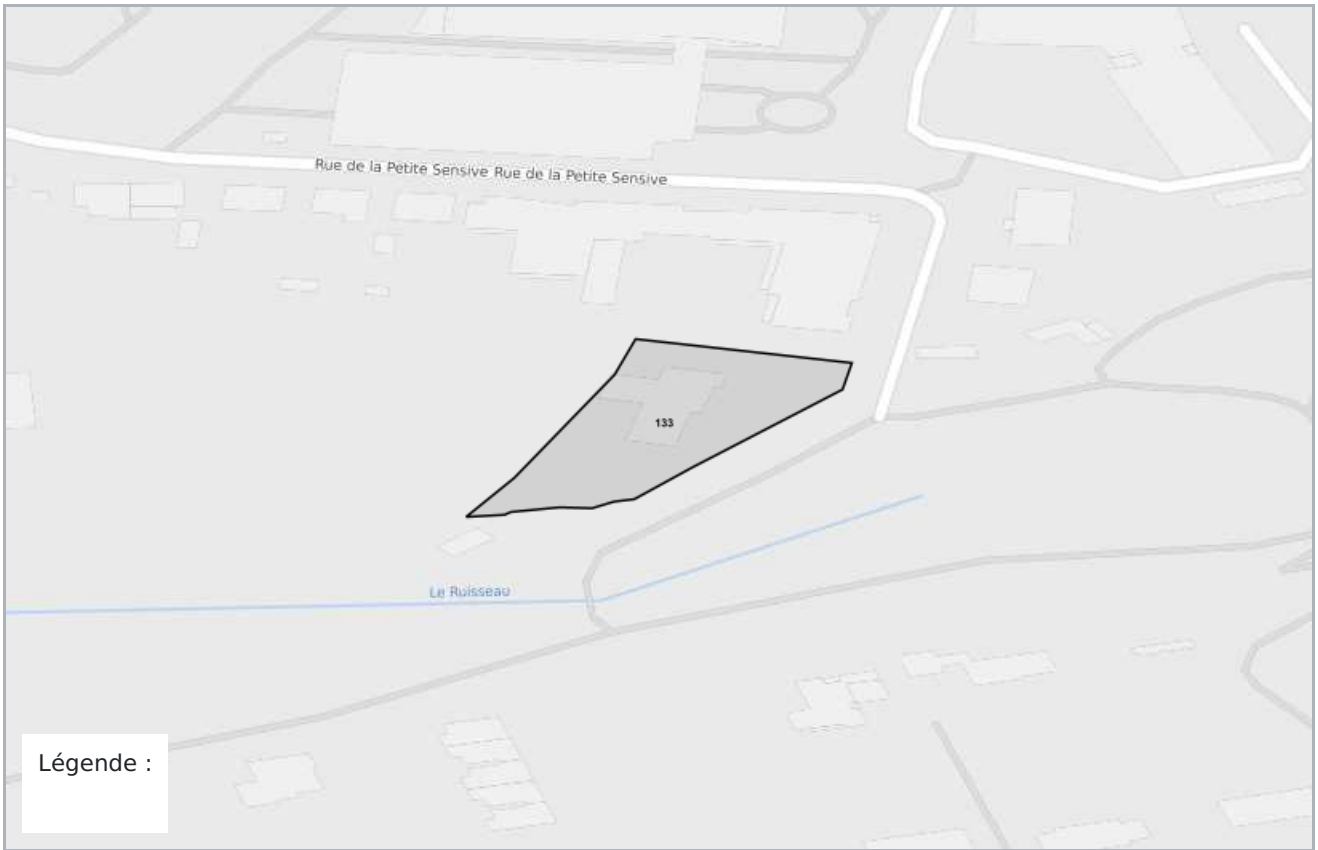 Rue de la Petite Sensive Rue de la Petite Sensive
133
Le Ruisseau
Légende :